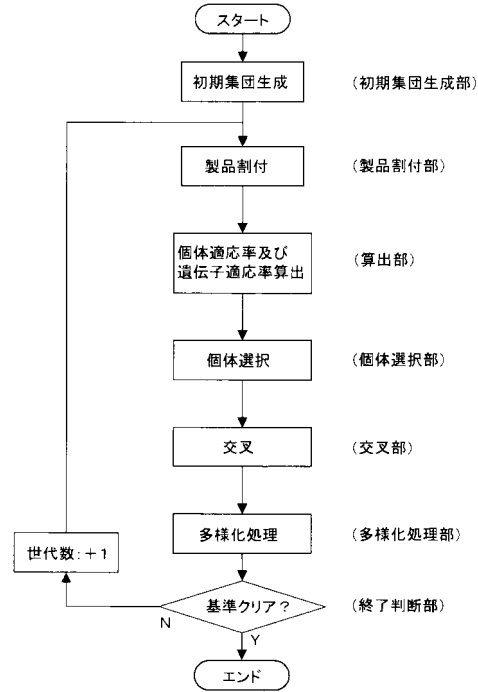 スタート
初期集団生成
(初期集団生成部)
製品割付
(製品割付部)
個体適応率及び
遺伝子適応率算出
(算出部)
個体選択
(個体選択部)
交叉
(交叉部)
多様化処理
(多様化処理部)
世代数:+1
基準クリア?
(終了判断部)
N
Y
エンド